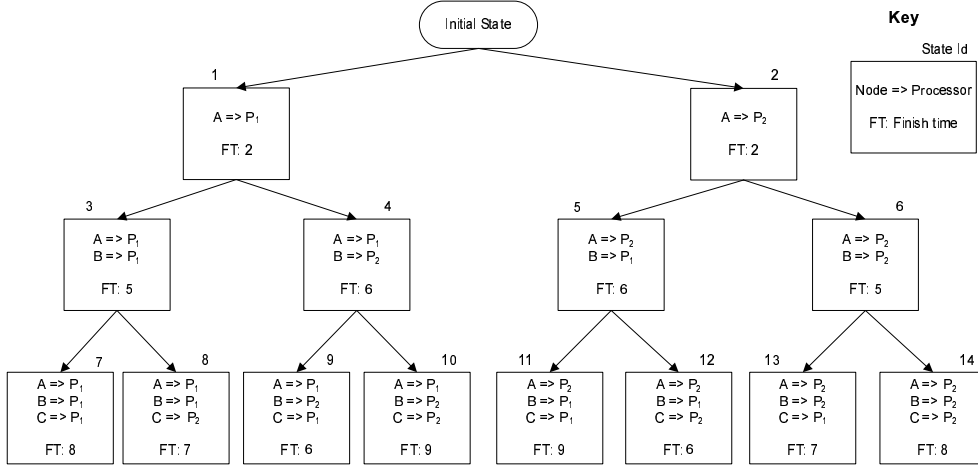 Initial State
Key
State Id
Node => Processor
FT: Finish time
1
A => P₁
FT: 2
2
A => P₂
FT: 2
3
A => P₁
B => P₁
FT: 5
4
A => P₁
B => P₂
FT: 6
5
A => P₂
B => P₁
FT: 6
6
A => P₂
B => P₂
FT: 5
7
A => P₁
B => P₁
C => P₁
FT: 8
8
A => P₁
B => P₁
C => P₂
FT: 7
9
A => P₁
B => P₂
C => P₁
FT: 6
10
A => P₁
B => P₂
C => P₂
FT: 9
11
A => P₂
B => P₁
C => P₁
FT: 9
12
A => P₂
B => P₁
C => P₂
FT: 6
13
A => P₂
B => P₂
C => P₁
FT: 7
14
A => P₂
B => P₂
C => P₂
FT: 8